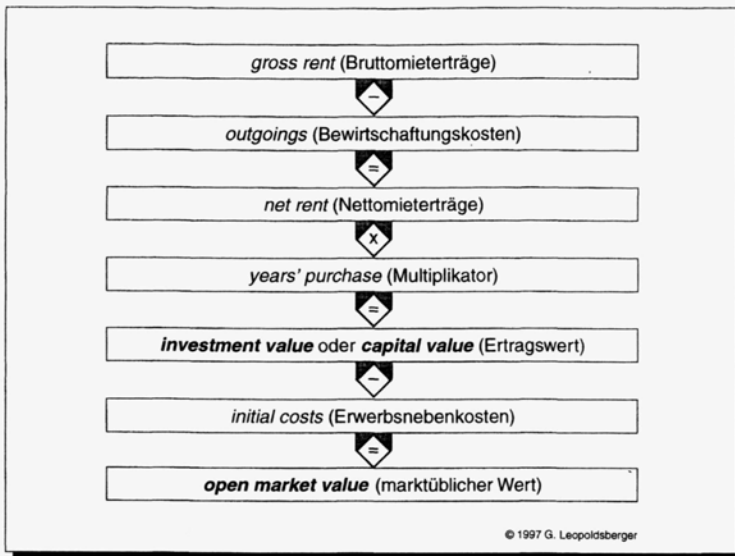 gross rent (Bruttomieterträge)
−
outgoings (Bewirtschaftungskosten)
=
net rent (Nettomieterträge)
x
years' purchase (Multiplikator)
=
investment value oder capital value (Ertragswert)
−
initial costs (Erwerbsnebenkosten)
=
open market value (marktüblicher Wert)
© 1997 G. Leopoldsberger